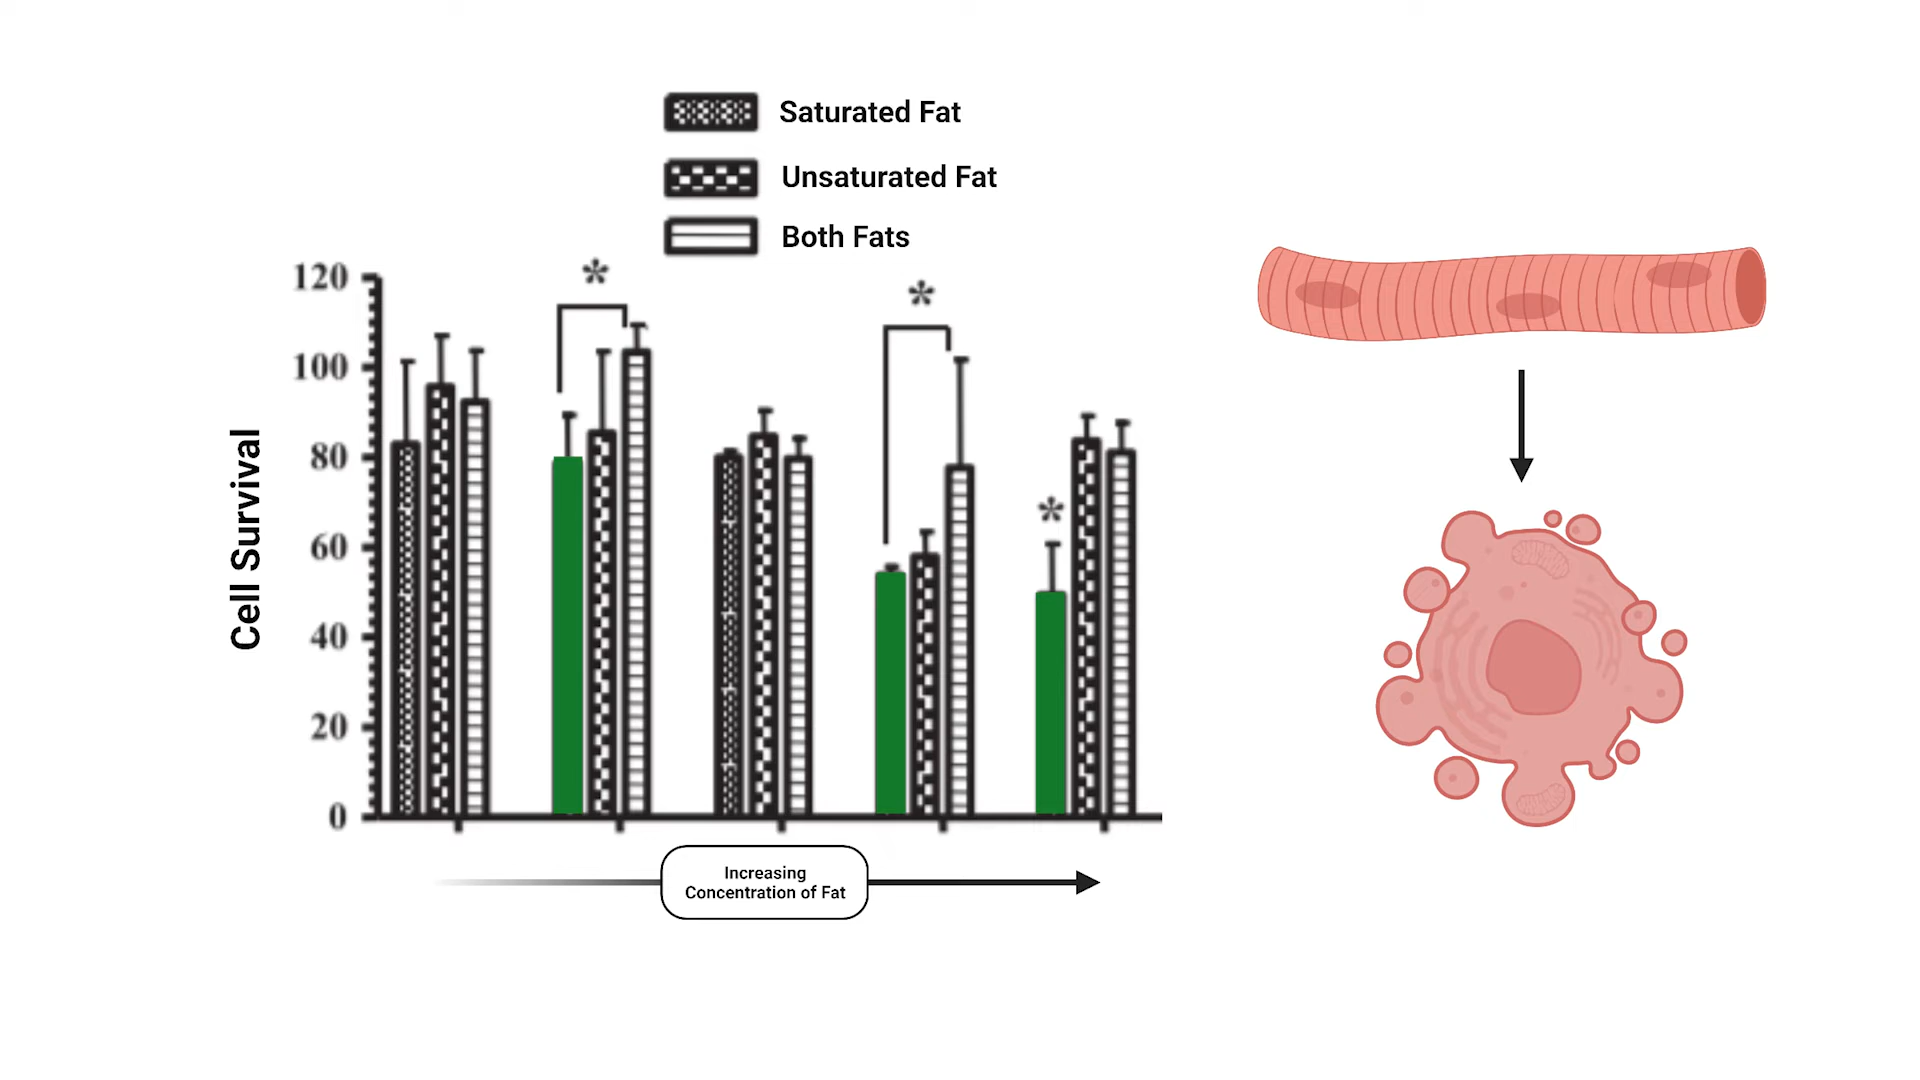 Saturated Fat
Unsaturated Fat
Both Fats
120
100
80
60
40
20
0
Cell Survival
*
*
*
Increasing
Concentration of Fat